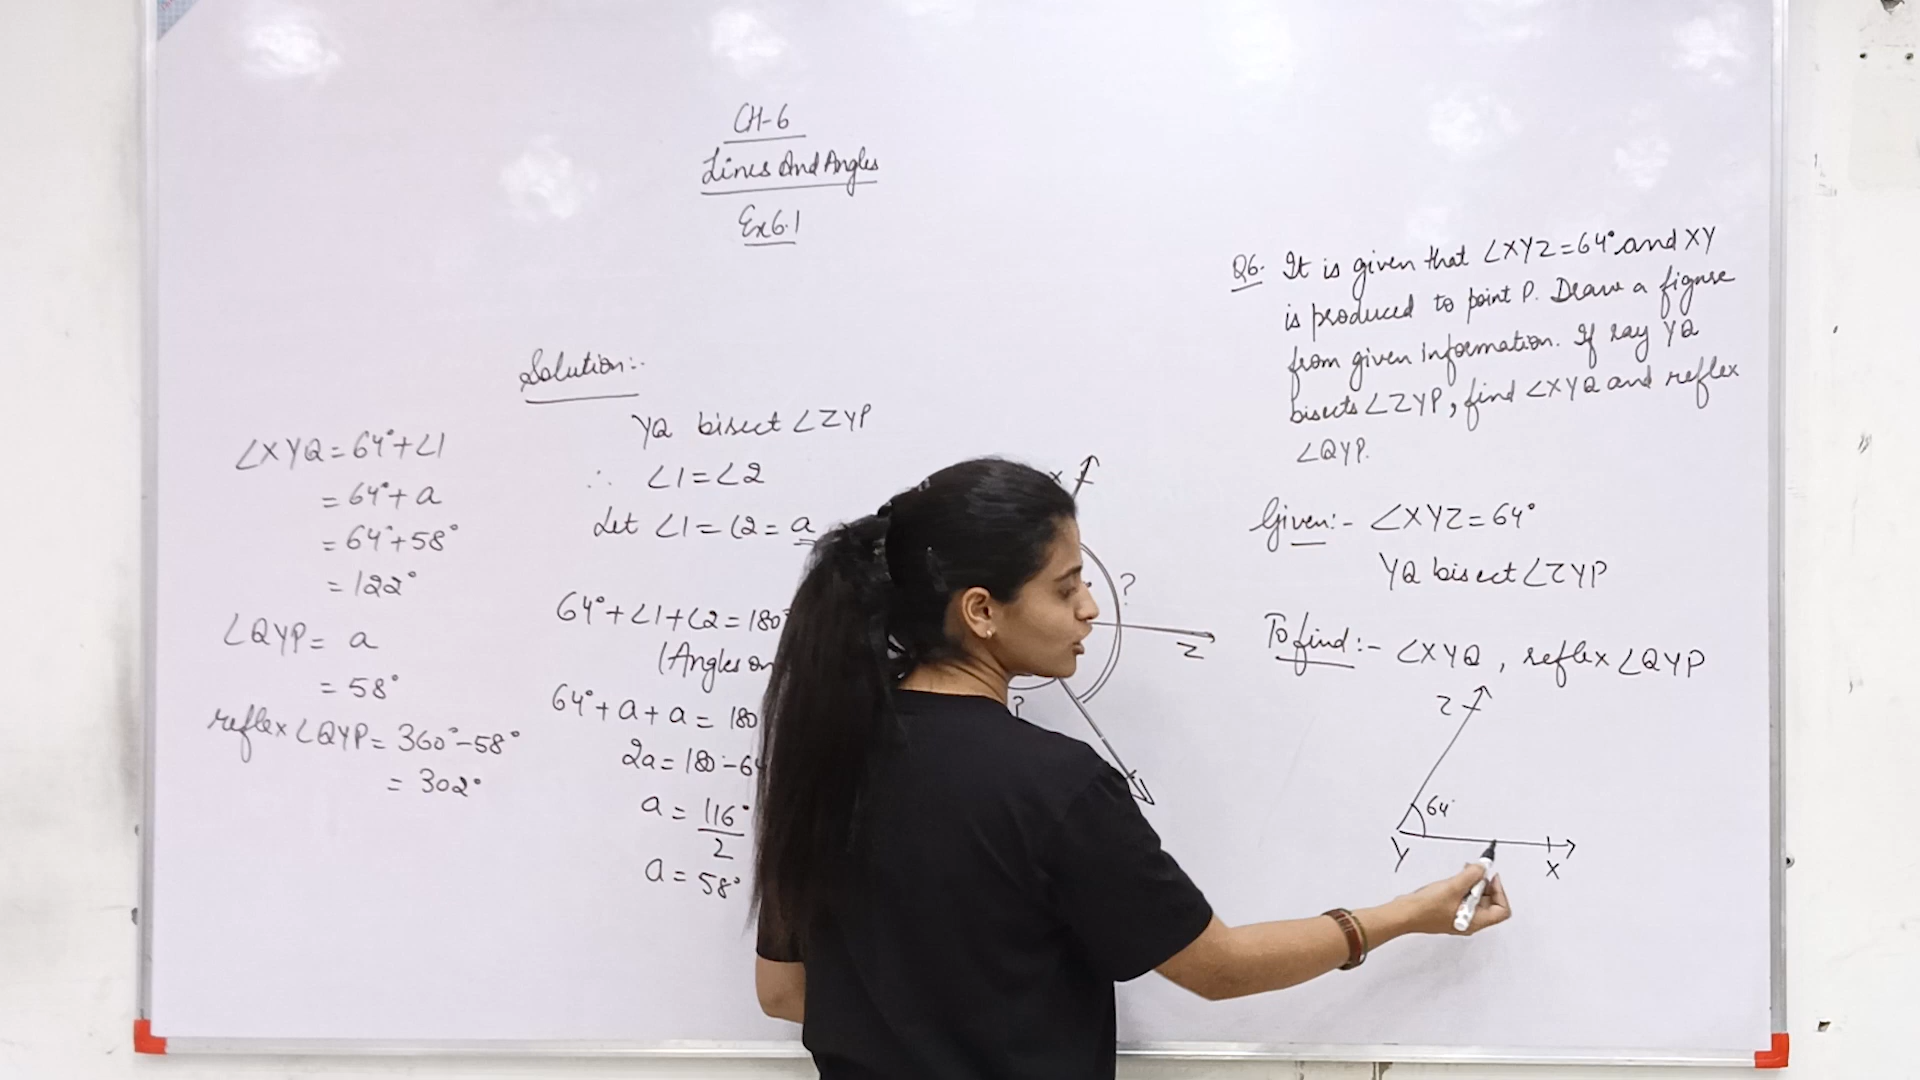 CH-6
Lines And Angles
Ex 6.1
Q6. It is given that ∠XYZ=64° and XY
is produced to point P. Draw a figure
from given information. If ray YQ
bisects ∠ZYP, find ∠XYQ and reflex
∠QYP.
Given:- ∠XYZ=64°
YQ bisect ∠ZYP
To find:- ∠XYQ, reflex ∠QYP
Z
64°
Y
X
X
?
Z
?
Solution:-
YQ bisect ∠ZYP
∴ ∠1=∠2
Let ∠1=∠2=a
64°+∠1+∠2=180°
(Angles on
64°+a+a=180
2a=180-64
a=116°
2
a=58°
∠XYQ=64°+∠1
=64°+a
=64°+58°
=122°
∠QYP= a
=58°
reflex ∠QYP=360°-58°
=302°